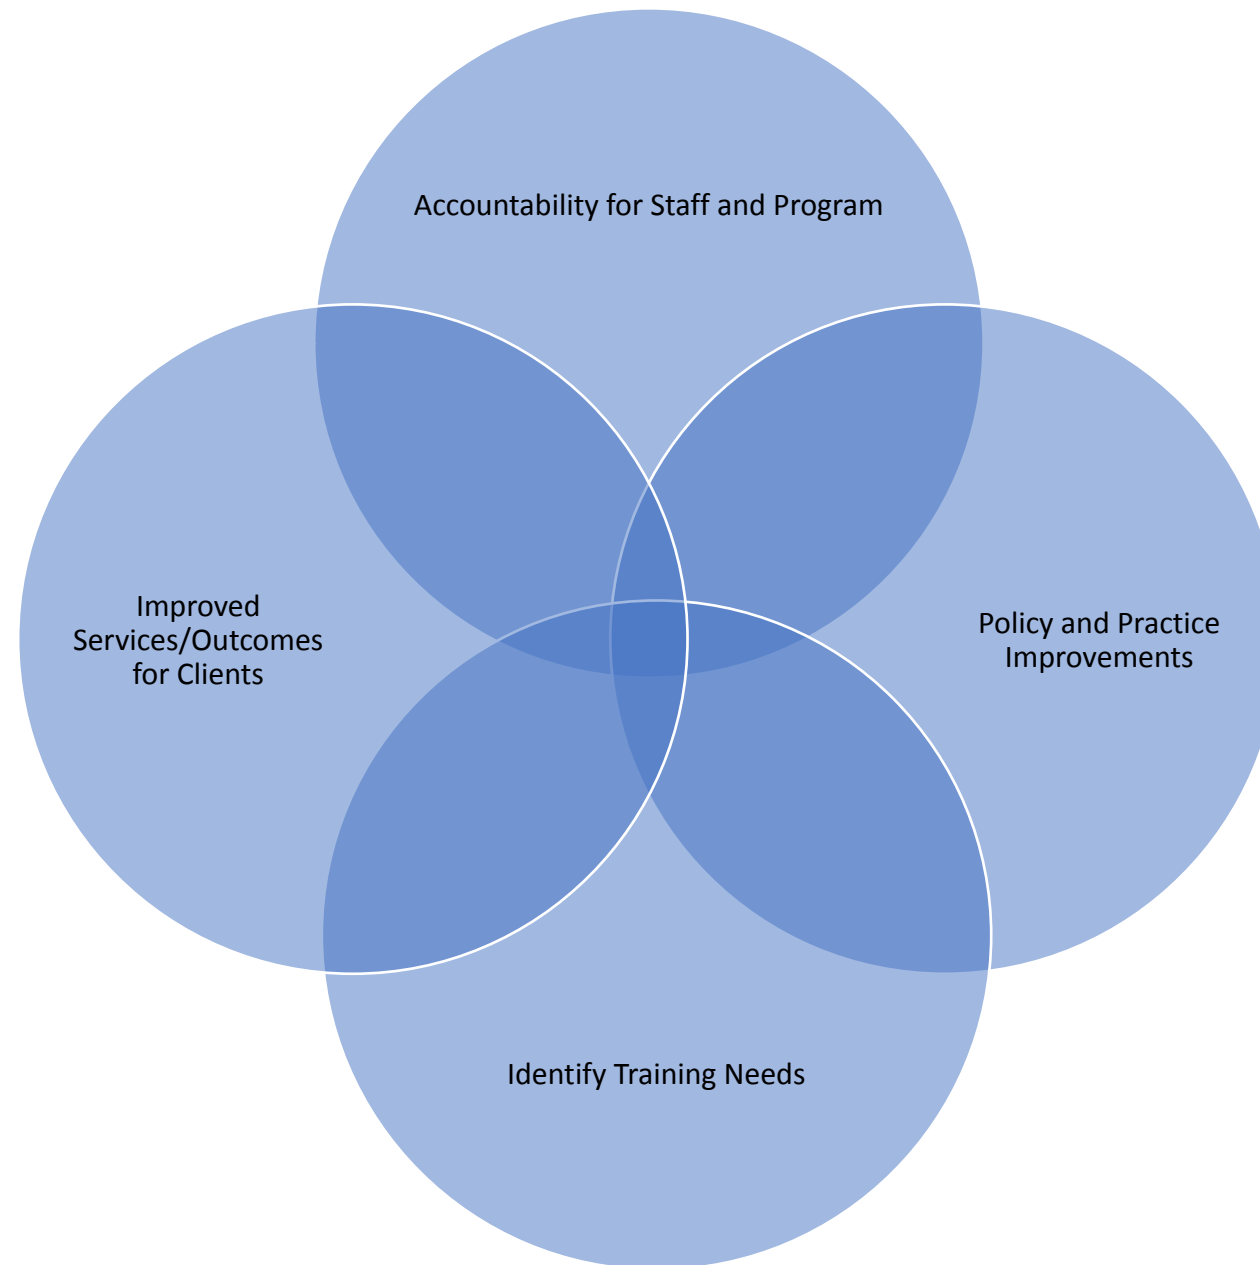 Accountability for Staff and Program
Improved
Services/Outcomes
for Clients
Policy and Practice
Improvements
Identify Training Needs